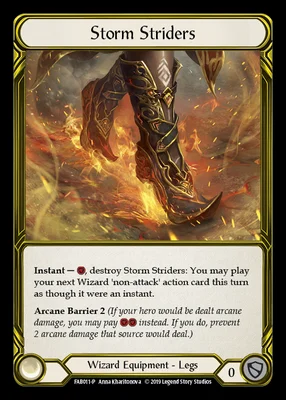 Storm Striders
Instant — , destroy Storm Striders: You may play
your next Wizard 'non-attack' action card this turn
as though it were an instant.
Arcane Barrier 2 (If your hero would be dealt arcane
damage, you may pay instead. If you do, prevent
2 arcane damage that source would deal.)
Wizard Equipment - Legs
0
FAB011-P Anna Kharitonova © 2019 Legend Story Studios